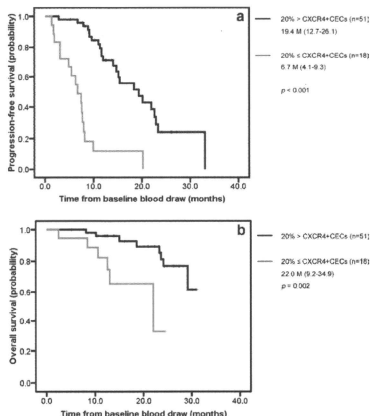 a
1.0
0.8
0.6
0.4
0.2
0.0
Progression-free survival (probability)
0.0 10.0 20.0 30.0 40.0
Time from baseline blood draw (months)
20% > CXCR4+CECs (n=51)
19.4 M (12.7-26.1)
20% ≤ CXCR4+CECs (n=18)
6.7 M (4.1-9.3)
p < 0.001
b
1.0
0.8
0.6
0.4
0.2
0.0
Overall survival (probability)
0.0 10.0 20.0 30.0 40.0
Time from baseline blood draw (months)
20% > CXCR4+CECs (n=51)
20% ≤ CXCR4+CECs (n=18)
22.0 M (9.2-34.9)
p = 0.002